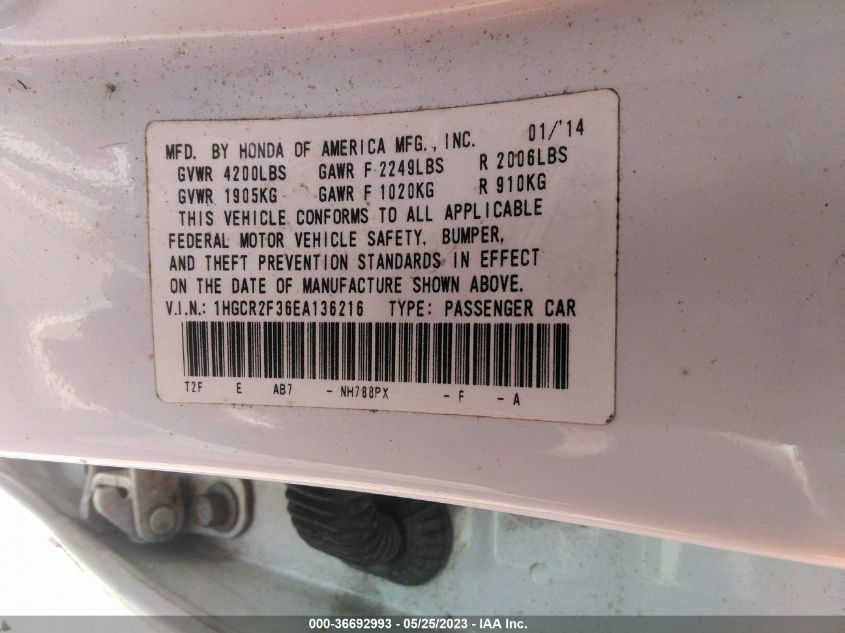 MFD. BY HONDA OF AMERICA MFG., INC. 01/'14
GVWR 4200LBS GAWR F 2249LBS R 2006LBS
GVWR 1905KG GAWR F 1020KG R 910KG
THIS VEHICLE CONFORMS TO ALL APPLICABLE
FEDERAL MOTOR VEHICLE SAFETY, BUMPER,
AND THEFT PREVENTION STANDARDS IN EFFECT
ON THE DATE OF MANUFACTURE SHOWN ABOVE.
V.I.N.: 1HGCR2F36EA136216 TYPE: PASSENGER CAR
T2F E AB7 - NH788PX - F - A
000-36692993 - 05/25/2023 - IAA Inc.